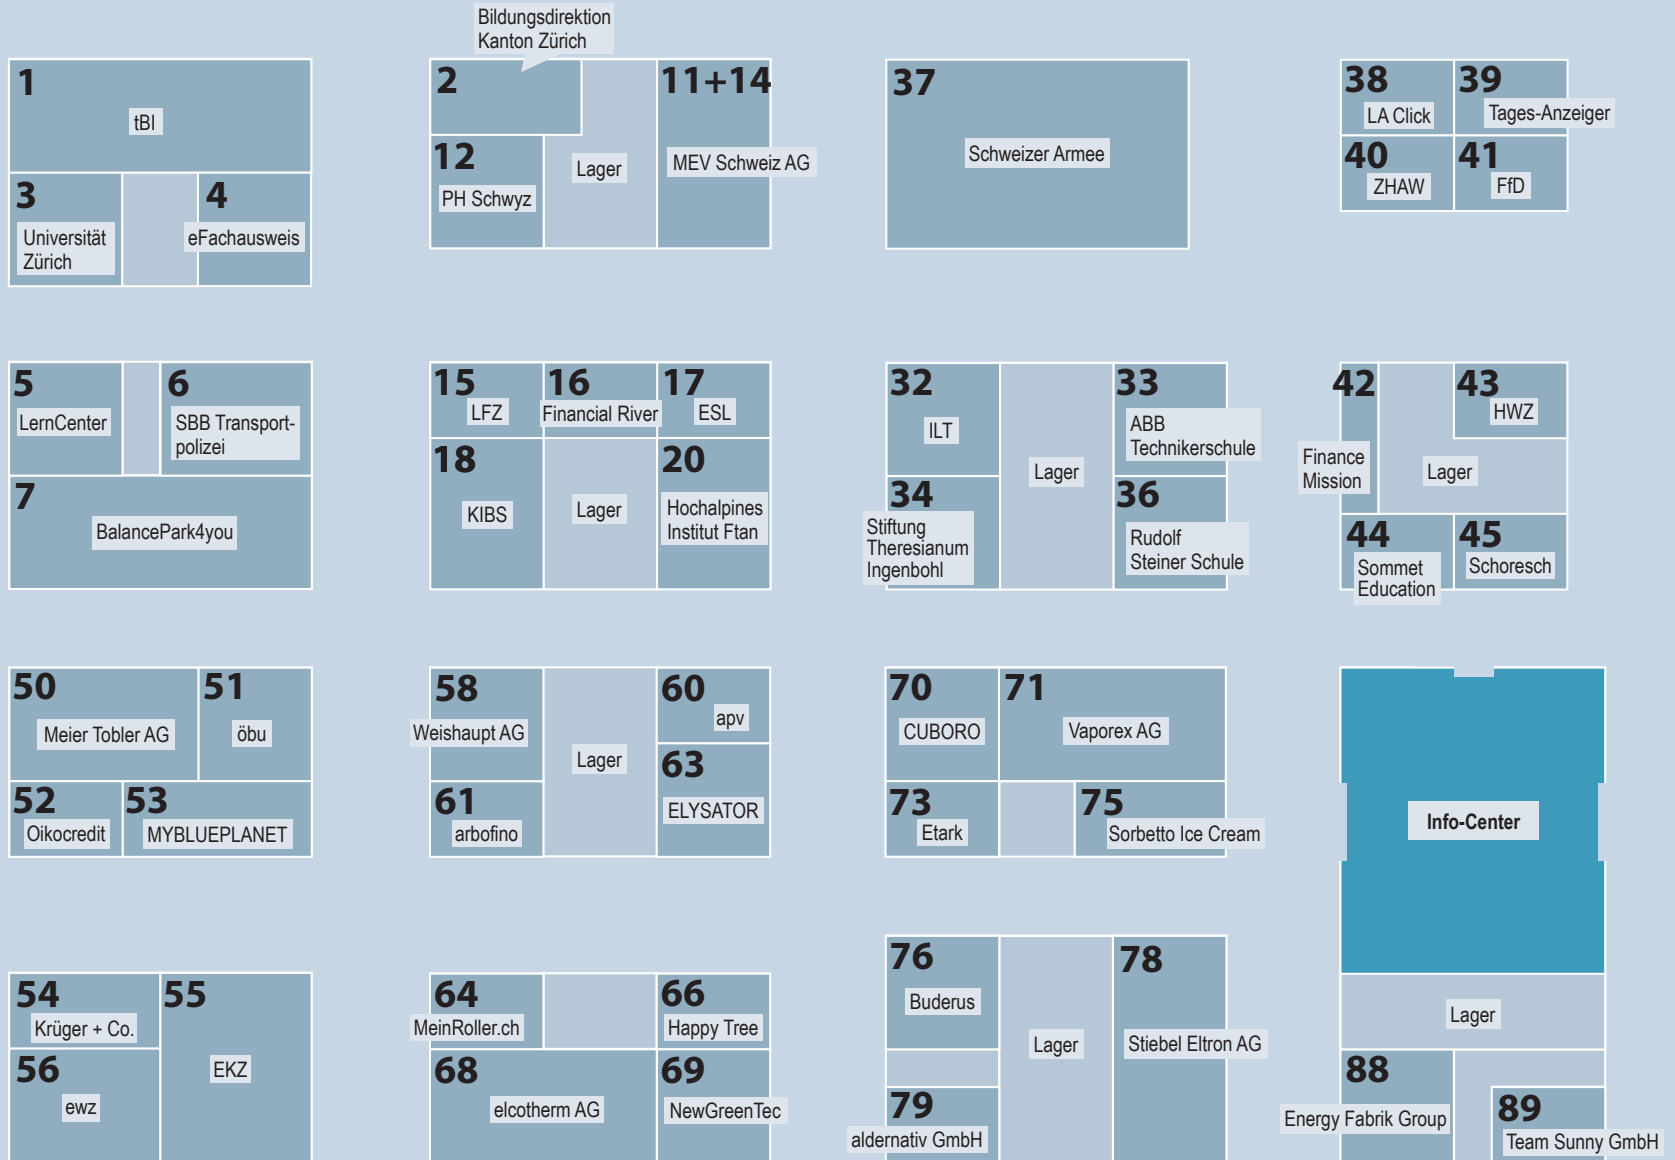 Bildungsdirektion
Kanton Zürich
1
tBI
3
Universität
Zürich
4
eFachausweis
2
12
PH Schwyz
Lager
11+14
MEV Schweiz AG
37
Schweizer Armee
38
LA Click
39
Tages-Anzeiger
40
ZHAW
41
FfD
5
LernCenter
6
SBB Transport-
polizei
7
BalancePark4you
15
LFZ
16
Financial River
17
ESL
18
KIBS
Lager
20
Hochalpines
Institut Ftan
32
ILT
33
ABB
Technikerschule
Lager
34
Stiftung
Theresianum
Ingenbohl
36
Rudolf
Steiner Schule
42
Finance
Mission
43
HWZ
Lager
44
Sommet
Education
45
Schoresch
50
Meier Tobler AG
51
öbu
52
Oikocredit
53
MYBLUEPLANET
58
Weishaupt AG
Lager
60
apv
61
arbofino
63
ELYSATOR
70
CUBORO
71
Vaporex AG
73
Etark
75
Sorbetto Ice Cream
Info-Center
54
Krüger + Co.
55
EKZ
56
ewz
64
MeinRoller.ch
66
Happy Tree
68
elcotherm AG
69
NewGreenTec
76
Buderus
Lager
78
Stiebel Eltron AG
79
aldernativ GmbH
Lager
88
Energy Fabrik Group
89
Team Sunny GmbH